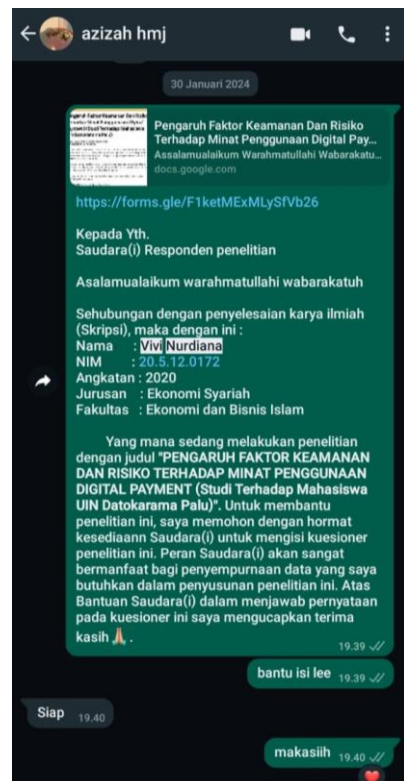 azizah hmj
30 Januari 2024
Pengaruh Faktor Keamanan Dan Risiko
Terhadap Minat Penggunaan Digital Pay...
Assalamualaikum Warahmatullahi Wabarakatu...
docs.google.com
https://forms.gle/F1ketMExMLySfVb26
Kepada Yth.
Saudara(i) Responden penelitian
Asalamualaikum warahmatullahi wabarakatuh
Sehubungan dengan penyelesaian karya ilmiah
(Skripsi), maka dengan ini :
Nama : Vivi Nurdiana
NIM : 20.5.12.0172
Angkatan : 2020
Jurusan : Ekonomi Syariah
Fakultas : Ekonomi dan Bisnis Islam
Yang mana sedang melakukan penelitian
dengan judul "PENGARUH FAKTOR KEAMANAN
DAN RISIKO TERHADAP MINAT PENGGUNAAN
DIGITAL PAYMENT (Studi Terhadap Mahasiswa
UIN Datokarama Palu)". Untuk membantu
penelitian ini, saya memohon dengan hormat
kesediaann Saudara(i) untuk mengisi kuesioner
penelitian ini. Peran Saudara(i) akan sangat
bermanfaat bagi penyempurnaan data yang saya
butuhkan dalam penyusunan penelitian ini. Atas
Bantuan Saudara(i) dalam menjawab pernyataan
pada kuesioner ini saya mengucapkan terima
kasih 🙏 .
19.39
bantu isi lee 19.39
Siap 19.40
makasiih 19.40